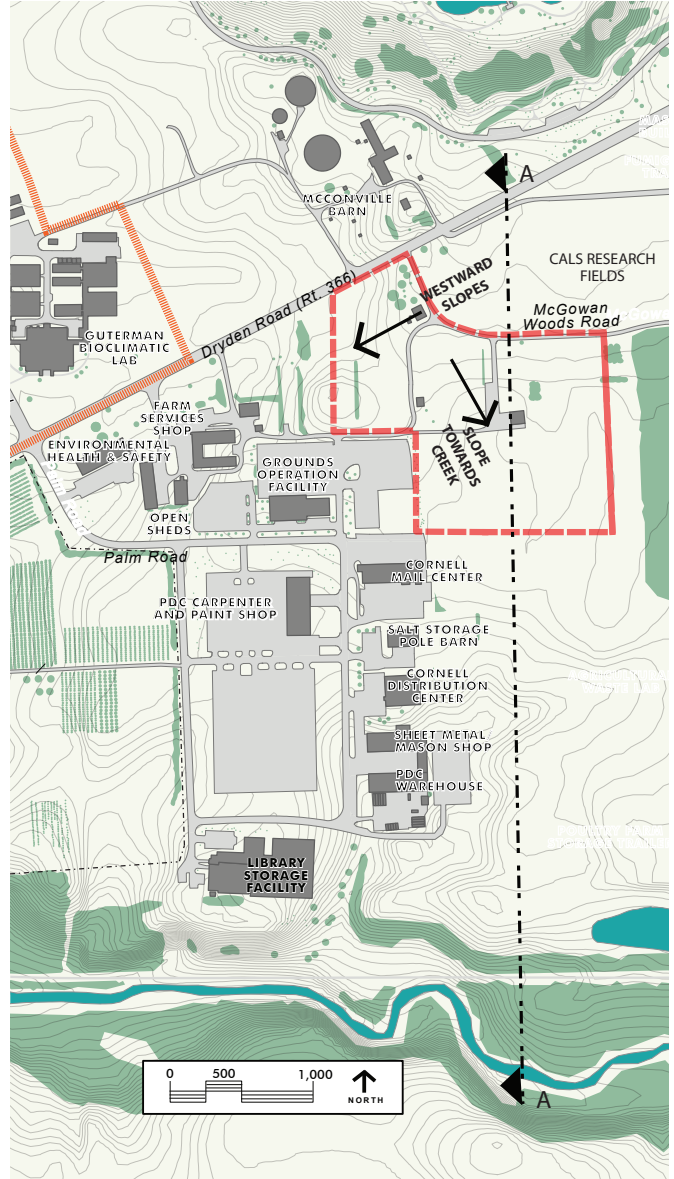 A
MCCONVILLE
BARN
CALS RESEARCH
FIELDS
WESTWARD
SLOPES
McGowan
Woods Road
Dryden Road (Rt. 366)
GUTERMAN
BIOCLIMATIC
LAB
FARM
SERVICES
SHOP
SLOPE
TOWARDS
CREEK
ENVIRONMENTAL
HEALTH & SAFETY
GROUNDS
OPERATION
FACILITY
OPEN
SHEDS
Palm Road
CORNELL
MAIL CENTER
PDC CARPENTER
AND PAINT SHOP
SALT STORAGE
POLE BARN
CORNELL
DISTRIBUTION
CENTER
SHEET METAL
MASON SHOP
PDC
WAREHOUSE
LIBRARY
STORAGE
FACILITY
0 500 1,000
NORTH
A